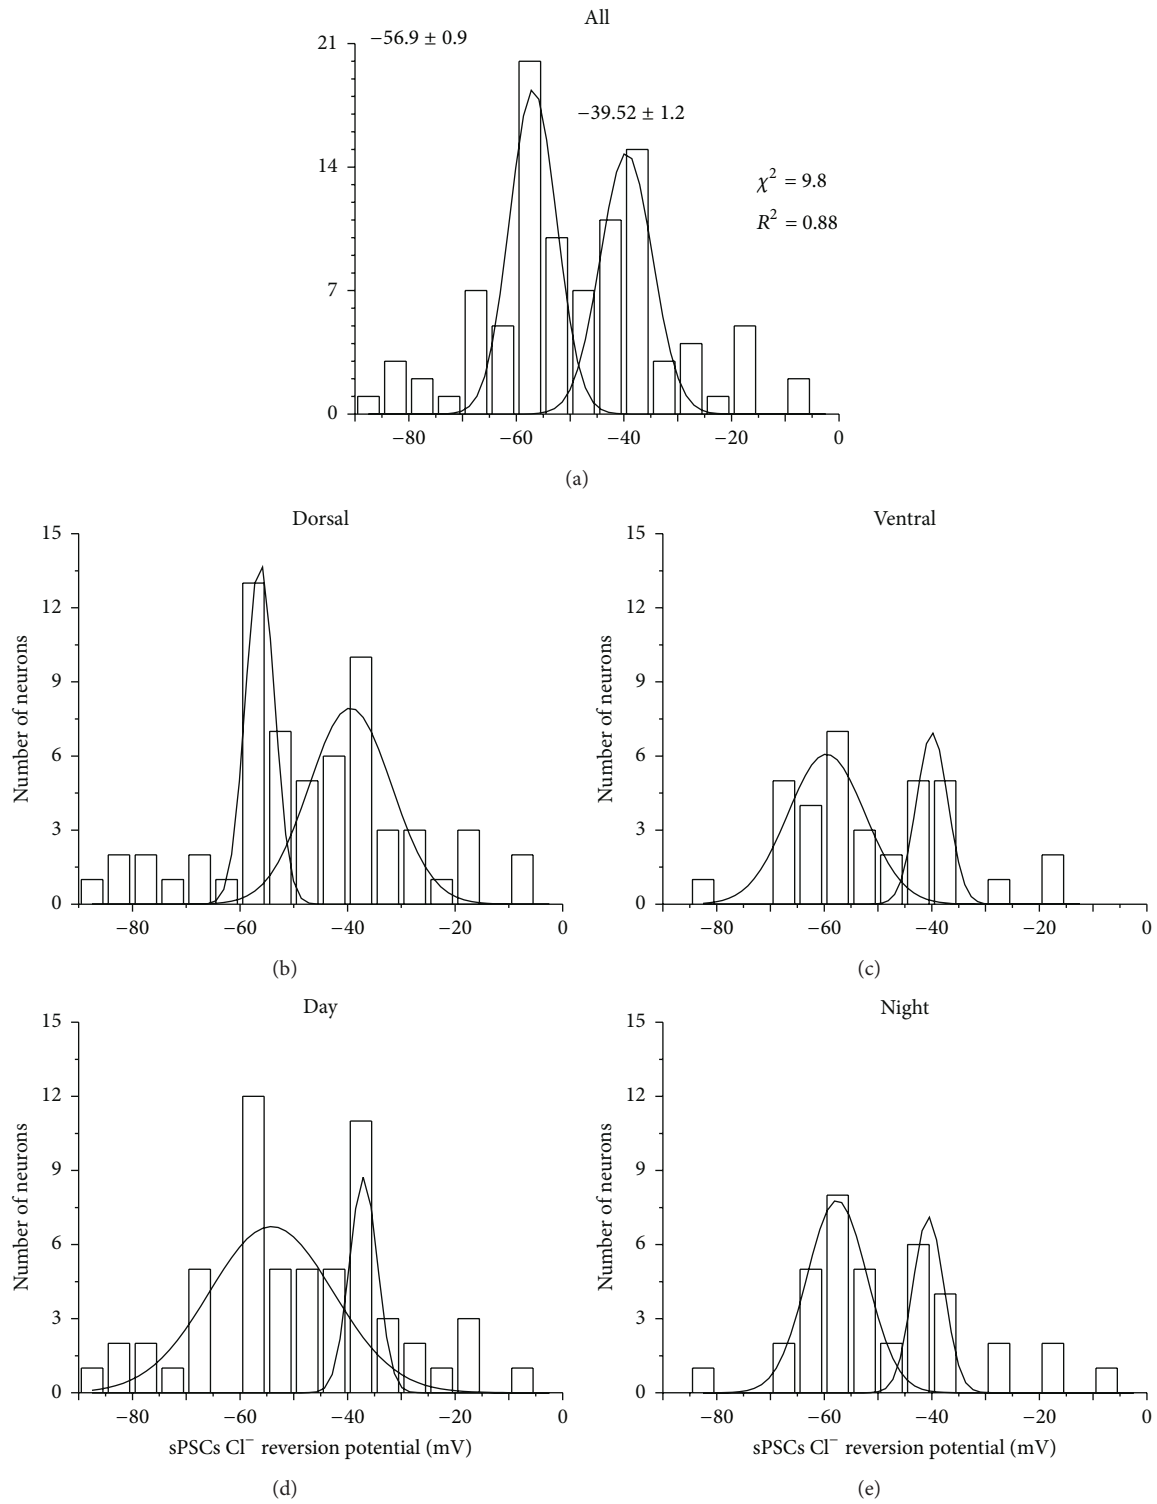 All
−56.9 ± 0.9
−39.52 ± 1.2
χ² = 9.8
R² = 0.88
21
14
7
0
−80 −60 −40 −20 0
(a)
Dorsal
Number of neurons
15
12
9
6
3
0
−80 −60 −40 −20 0
(b)
Ventral
Number of neurons
15
12
9
6
3
0
−80 −60 −40 −20 0
(c)
Day
Number of neurons
15
12
9
6
3
0
−80 −60 −40 −20 0
sPSCs Cl⁻ reversion potential (mV)
(d)
Night
Number of neurons
15
12
9
6
3
0
−80 −60 −40 −20 0
sPSCs Cl⁻ reversion potential (mV)
(e)